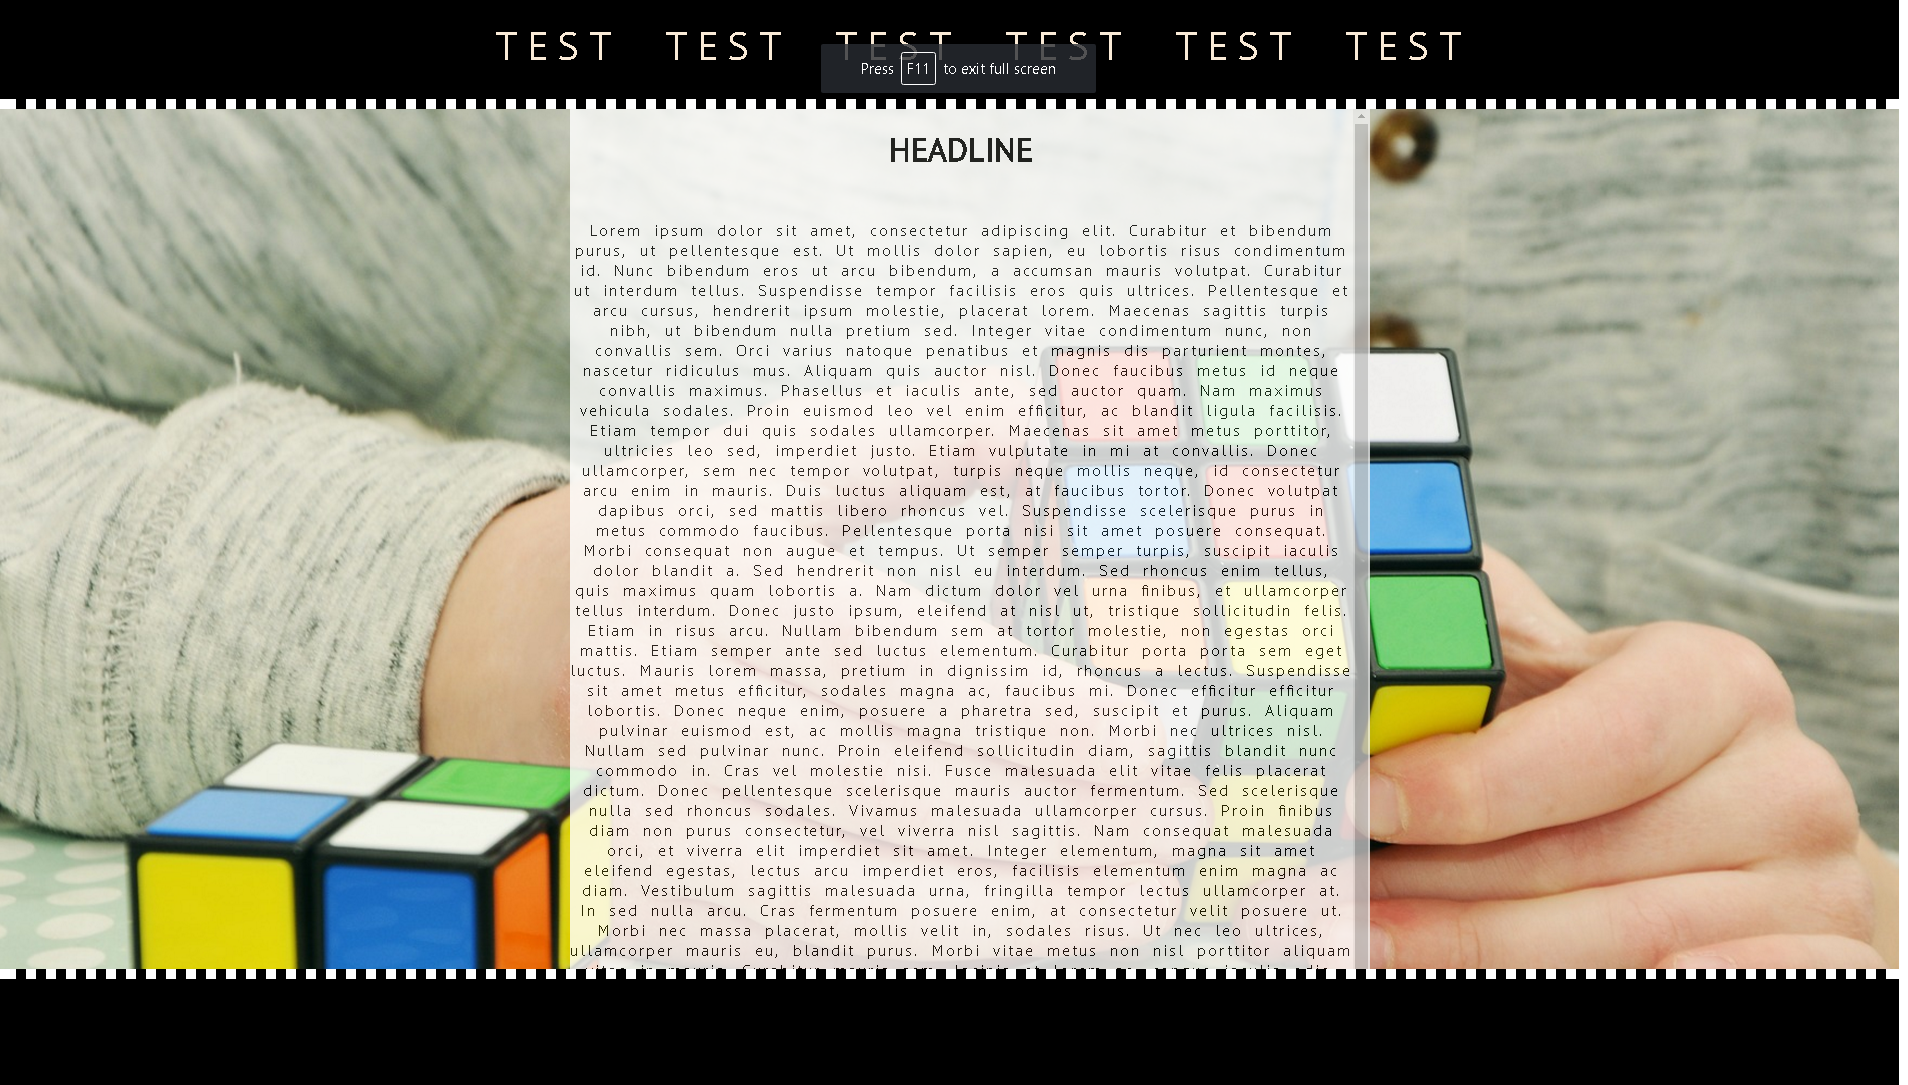 TEST TEST TEST TEST TEST TEST
Press F11 to exit full screen
HEADLINE
Lorem ipsum dolor sit amet, consectetur adipiscing elit. Curabitur et bibendum
purus, ut pellentesque est. Ut mollis dolor sapien, eu lobortis risus condimentum
id. Nunc bibendum eros ut arcu bibendum, a accumsan mauris volutpat. Curabitur
ut interdum tellus. Suspendisse tempor facilisis eros quis ultrices. Pellentesque et
arcu cursus, hendrerit ipsum molestie, placerat lorem. Maecenas sagittis turpis
nibh, ut bibendum nulla pretium sed. Integer vitae condimentum nunc, non
convallis sem. Orci varius natoque penatibus et magnis dis parturient montes,
nascetur ridiculus mus. Aliquam quis auctor nisl. Donec faucibus metus id neque
convallis maximus. Phasellus et iaculis ante, sed auctor quam. Nam maximus
vehicula sodales. Proin euismod leo vel enim efficitur, ac blandit ligula facilisis.
Etiam tempor dui quis sodales ullamcorper. Maecenas sit amet metus porttitor,
ultricies leo sed, imperdiet justo. Etiam vulputate in mi at convallis. Donec
ullamcorper, sem nec tempor volutpat, turpis neque mollis neque, id consectetur
arcu enim in mauris. Duis luctus aliquam est, at faucibus tortor. Donec volutpat
dapibus orci, sed mattis libero rhoncus vel. Suspendisse scelerisque purus in
metus commodo faucibus. Pellentesque porta nisi sit amet posuere consequat.
Morbi consequat non augue et tempus. Ut semper semper turpis, suscipit iaculis
dolor blandit a. Sed hendrerit non nisl eu interdum. Sed rhoncus enim tellus,
quis maximus quam lobortis a. Nam dictum dolor vel urna finibus, et ullamcorper
tellus interdum. Donec justo ipsum, eleifend at nisl ut, tristique sollicitudin felis.
Etiam in risus arcu. Nullam bibendum sem at tortor molestie, non egestas orci
mattis. Etiam semper ante sed luctus elementum. Curabitur porta porta sem eget
luctus. Mauris lorem massa, pretium in dignissim id, rhoncus a lectus. Suspendisse
sit amet metus efficitur, sodales magna ac, faucibus mi. Donec efficitur efficitur
lobortis. Donec neque enim, posuere a pharetra sed, suscipit et purus. Aliquam
pulvinar euismod est, ac mollis magna tristique non. Morbi nec ultrices nisl.
Nullam sed pulvinar nunc. Proin eleifend sollicitudin diam, sagittis blandit nunc
commodo in. Cras vel molestie nisi. Fusce malesuada elit vitae felis placerat
dictum. Donec pellentesque scelerisque mauris auctor fermentum. Sed scelerisque
nulla sed rhoncus sodales. Vivamus malesuada ullamcorper cursus. Proin finibus
diam non purus consectetur, vel viverra nisl sagittis. Nam consequat malesuada
orci, et viverra elit imperdiet sit amet. Integer elementum, magna sit amet
eleifend egestas, lectus arcu imperdiet eros, facilisis elementum enim magna ac
diam. Vestibulum sagittis malesuada urna, fringilla tempor lectus ullamcorper at.
In sed nulla arcu. Cras fermentum posuere enim, at consectetur velit posuere ut.
Morbi nec massa placerat, mollis velit in, sodales risus. Ut nec leo ultrices,
ullamcorper mauris eu, blandit purus. Morbi vitae metus non nisl porttitor aliquam